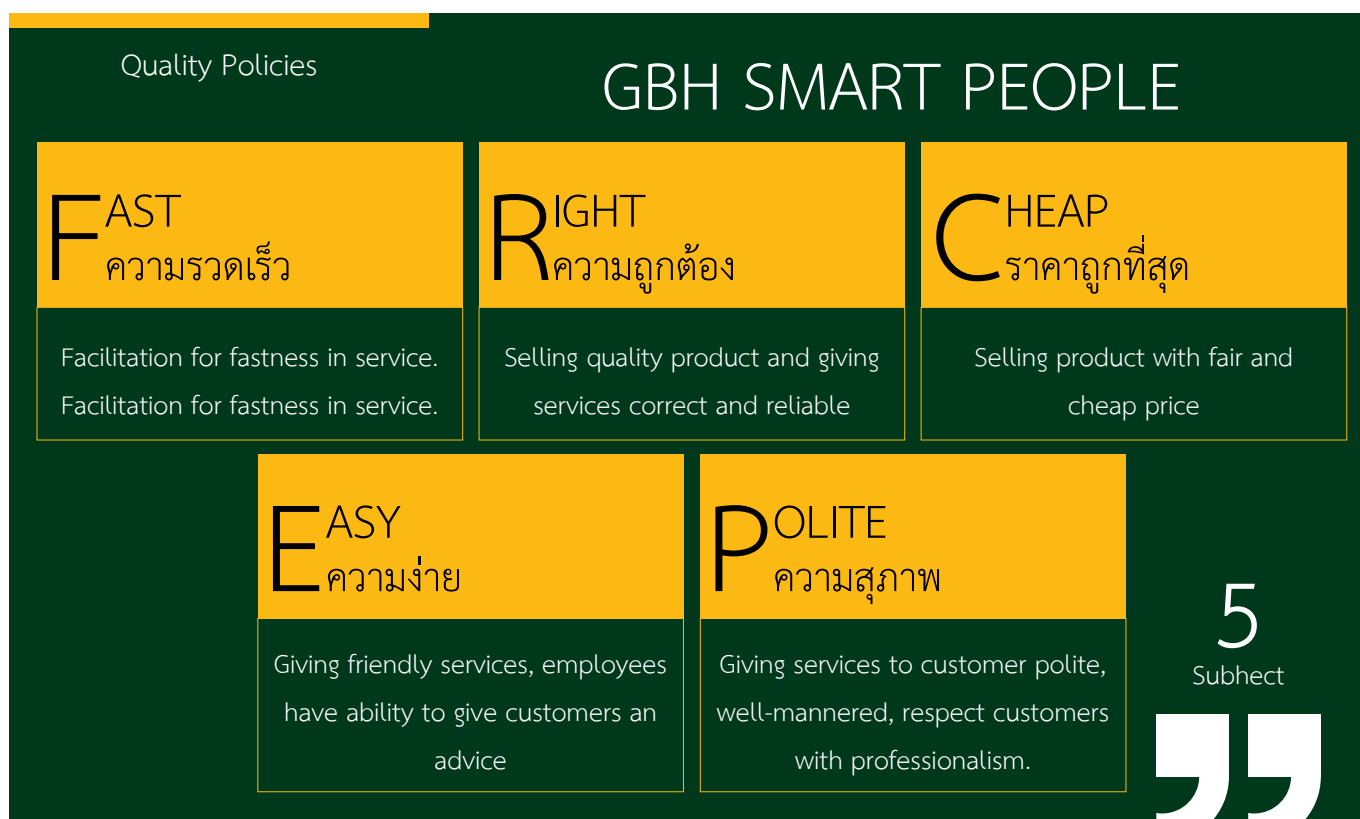 Quality Policies
GBH SMART PEOPLE
FAST
ความรวดเร็ว
Facilitation for fastness in service.
Facilitation for fastness in service.
RIGHT
ความถูกต้อง
Selling quality product and giving
services correct and reliable
CHEAP
ราคาถูกที่สุด
Selling product with fair and
cheap price
EASY
ความง่าย
Giving friendly services, employees
have ability to give customers an
advice
POLITE
ความสุภาพ
Giving services to customer polite,
well-mannered, respect customers
with professionalism.
5
Subhect
”